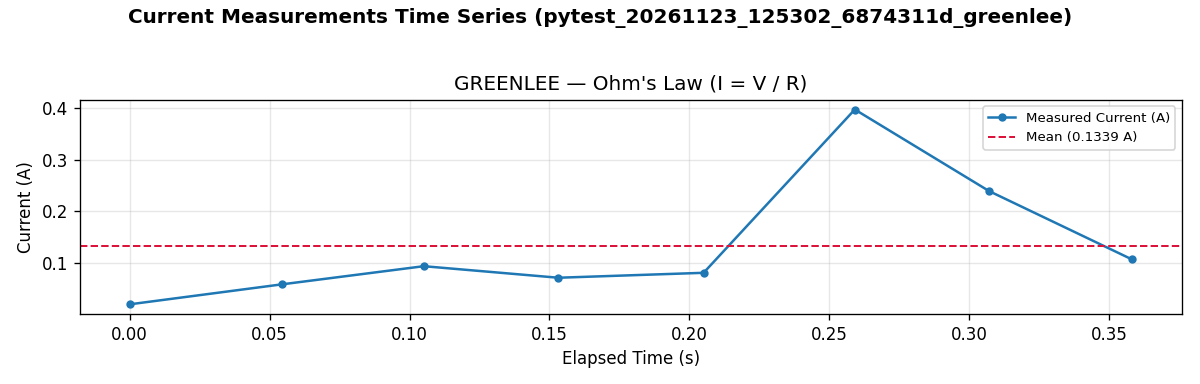 Current Measurements Time Series (pytest_20261123_125302_6874311d_greenlee)
GREENLEE — Ohm's Law (I = V / R)
Current (A)
0.4
0.3
0.2
0.1
Measured Current (A)
Mean (0.1339 A)
0.00 0.05 0.10 0.15 0.20 0.25 0.30 0.35
Elapsed Time (s)